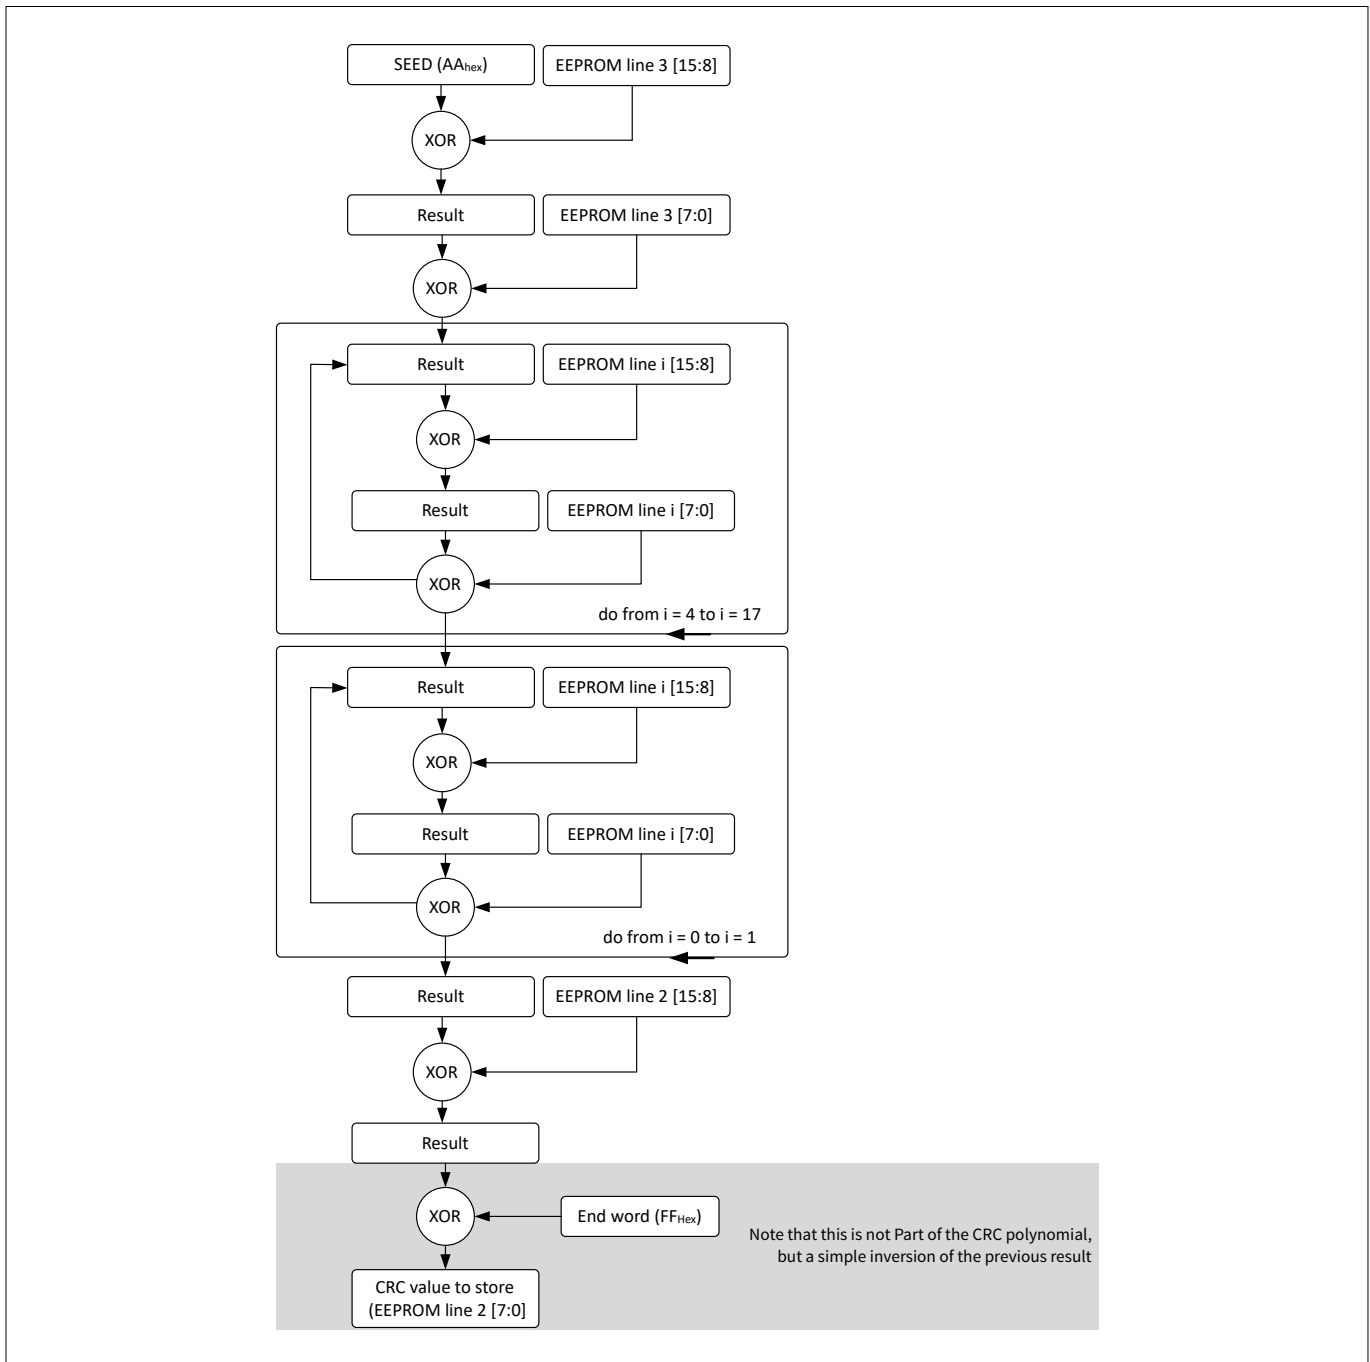 SEED (AAhex)
EEPROM line 3 [15:8]
XOR
Result
EEPROM line 3 [7:0]
XOR
Result
EEPROM line i [15:8]
XOR
Result
EEPROM line i [7:0]
XOR
do from i = 4 to i = 17
Result
EEPROM line i [15:8]
XOR
Result
EEPROM line i [7:0]
XOR
do from i = 0 to i = 1
Result
EEPROM line 2 [15:8]
XOR
Result
XOR
End word (FFHex)
Note that this is not Part of the CRC polynomial,
but a simple inversion of the previous result
CRC value to store
(EEPROM line 2 [7:0]